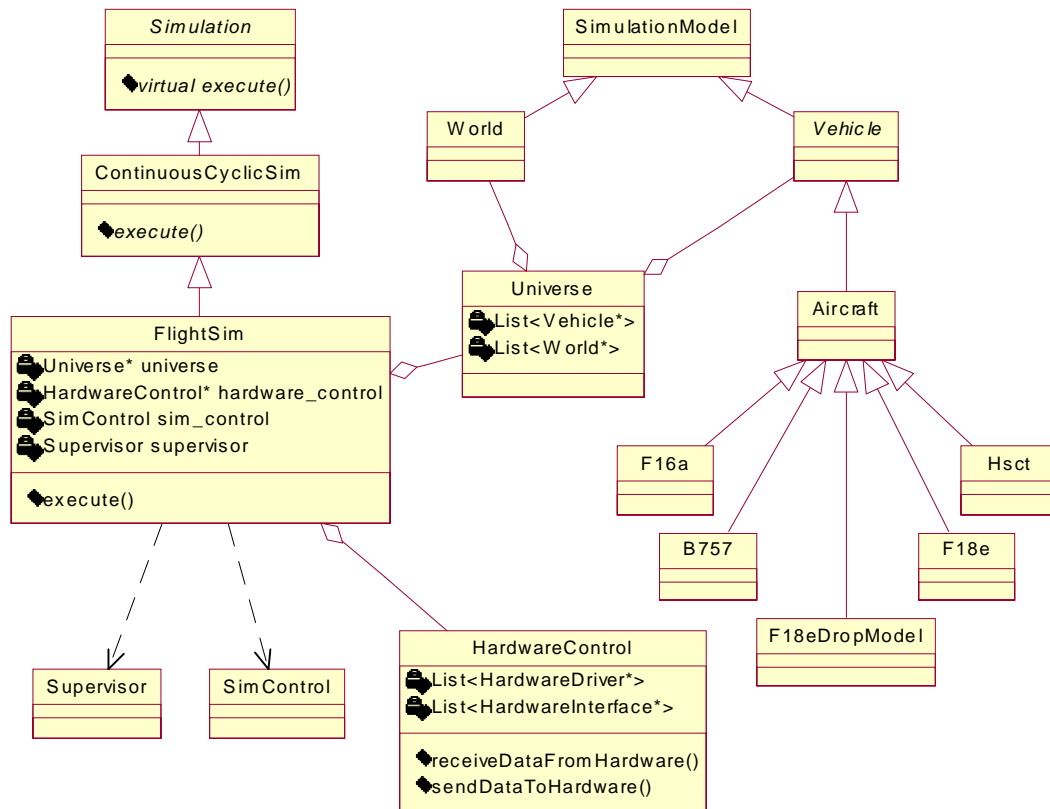 Simulation
virtual execute()
ContinuousCyclicSim
execute()
FlightSim
Universe* universe
HardwareControl* hardware_control
SimControl sim_control
Supervisor supervisor
execute()
Supervisor
SimControl
SimulationModel
World
Vehicle
Universe
List<Vehicle*>
List<World*>
Aircraft
F16a
Hsct
B757
F18e
F18eDropModel
HardwareControl
List<HardwareDriver*>
List<HardwareInterface*>
receiveDataFromHardware()
sendDataToHardware()